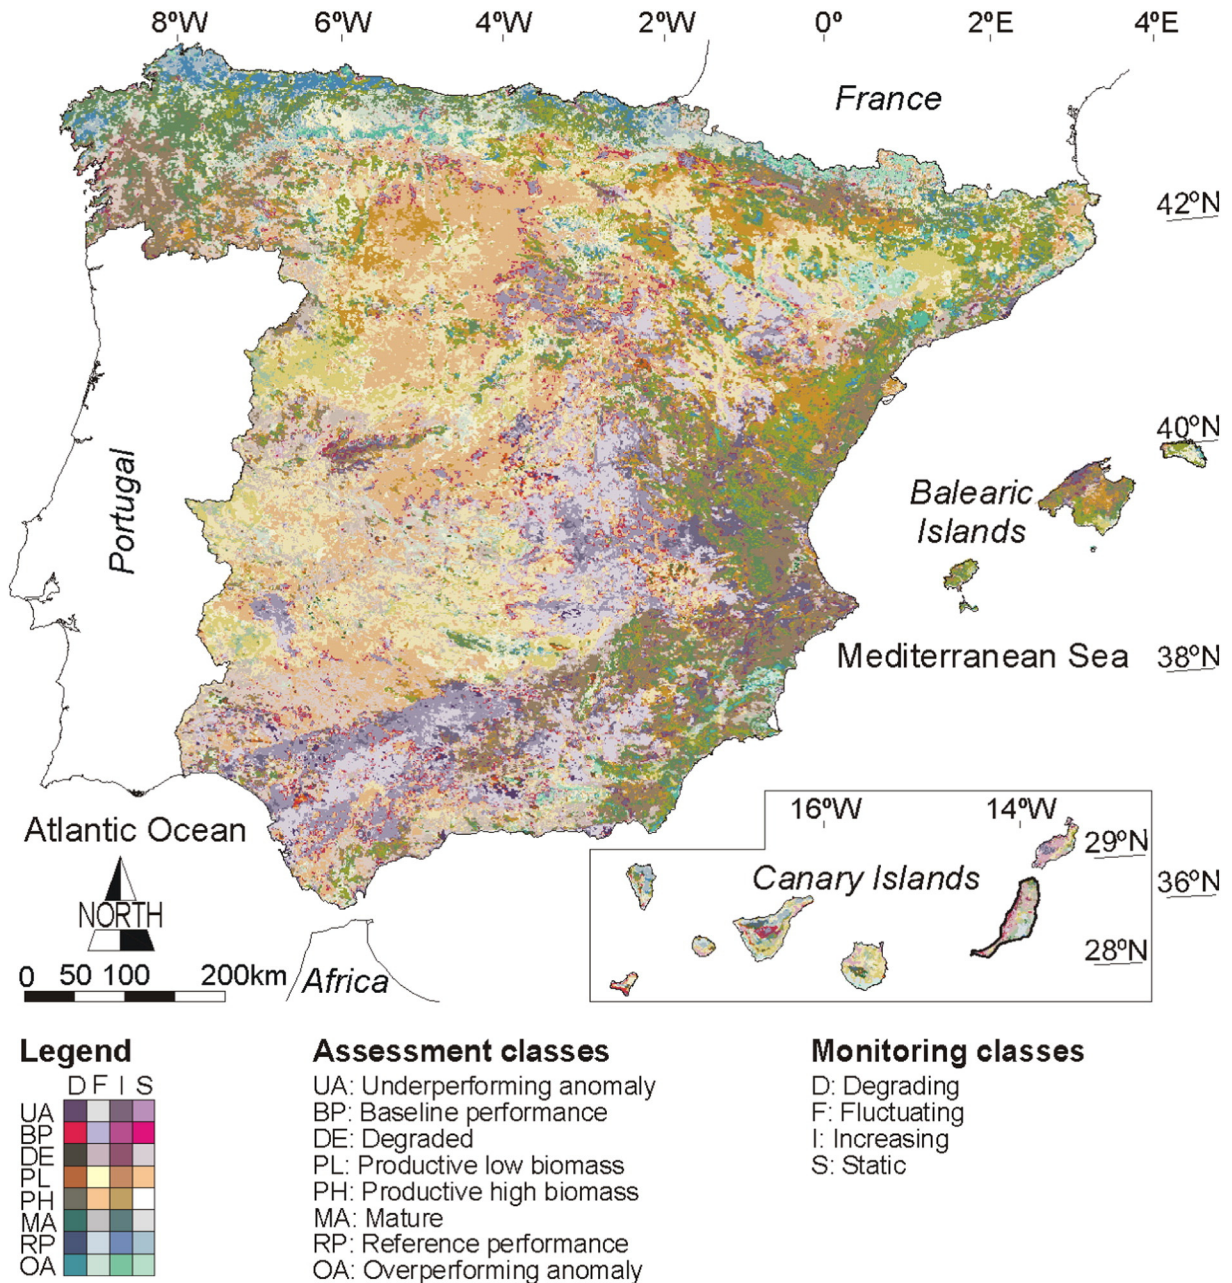 8ºW 6ºW 4ºW 2ºW 0º 2ºE 4ºE
France
42ºN
40ºN
Portugal
Balearic
Islands
Mediterranean Sea
38ºN
Atlantic Ocean
16ºW 14ºW
29ºN
Canary Islands
36ºN
NORTH
28ºN
0 50 100 200km
Africa
Legend
D F I S
UA
BP
DE
PL
PH
MA
RP
OA
Assessment classes
UA: Underperforming anomaly
BP: Baseline performance
DE: Degraded
PL: Productive low biomass
PH: Productive high biomass
MA: Mature
RP: Reference performance
OA: Overperforming anomaly
Monitoring classes
D: Degrading
F: Fluctuating
I: Increasing
S: Static